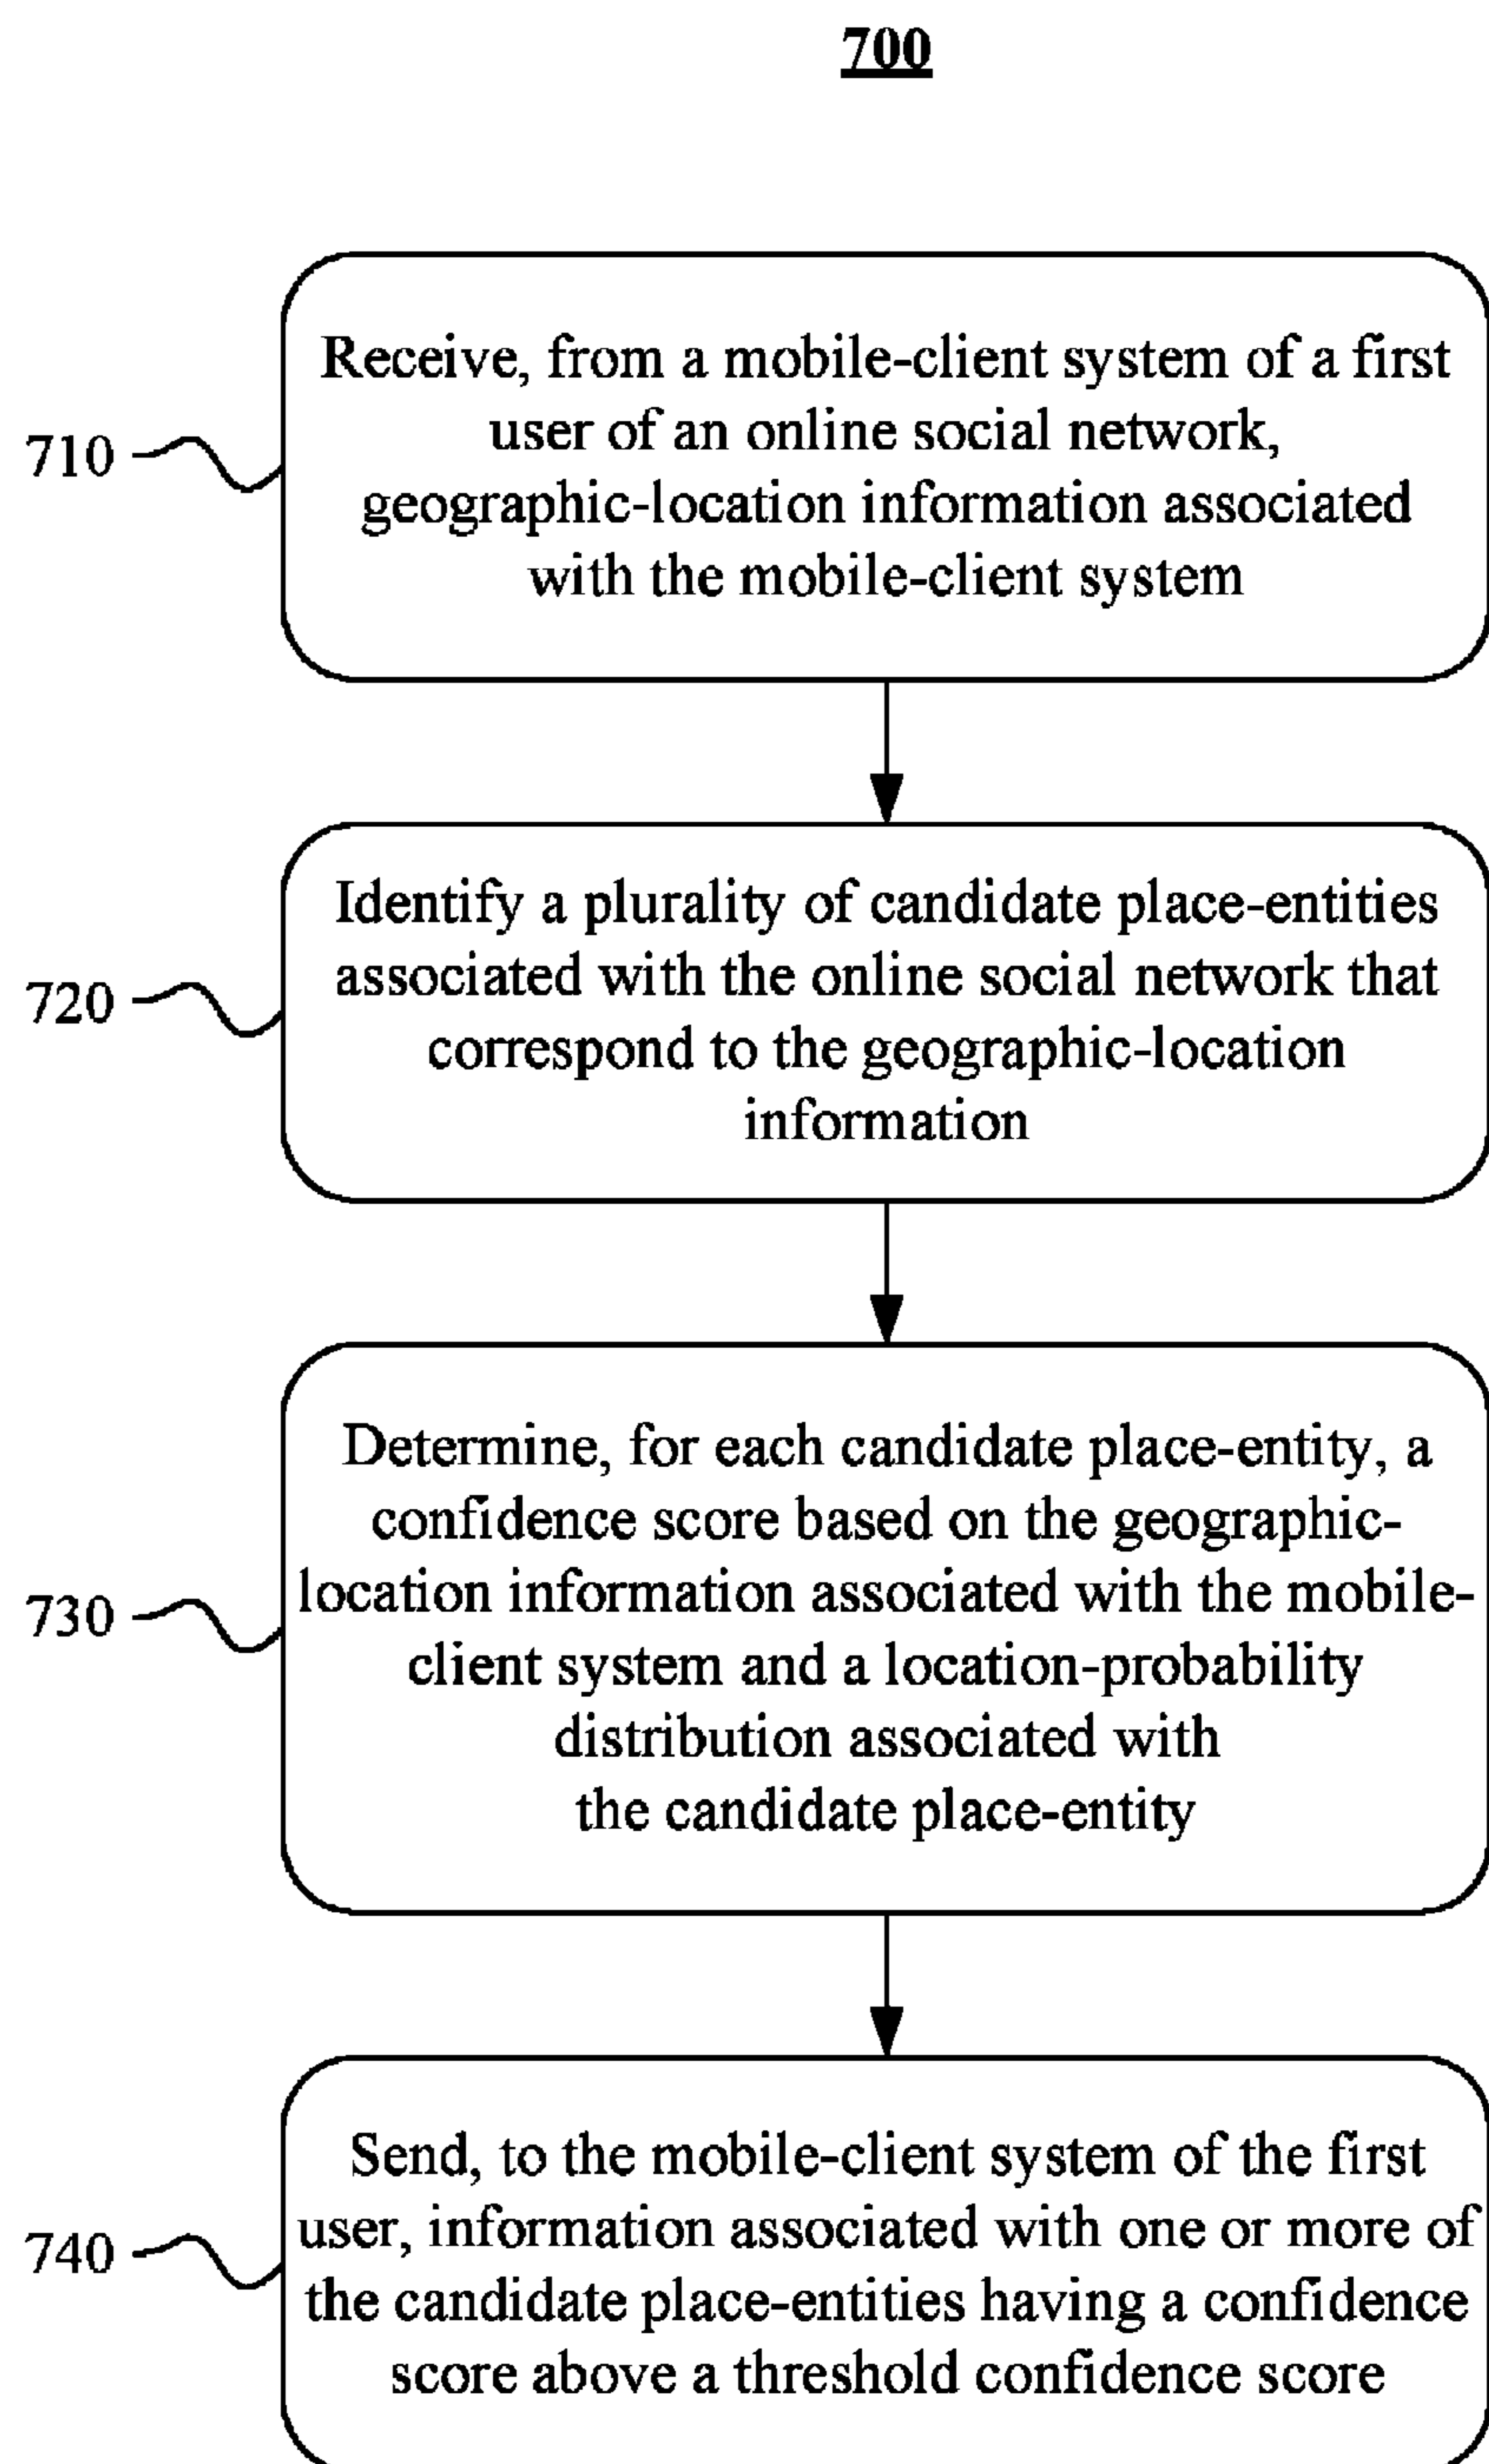 700
Receive, from a mobile-client system of a first
user of an online social network,
geographic-location information associated
with the mobile-client system
710
Identify a plurality of candidate place-entities
associated with the online social network that
correspond to the geographic-location
information
720
Determine, for each candidate place-entity, a
confidence score based on the geographic-
location information associated with the mobile-
client system and a location-probability
distribution associated with
the candidate place-entity
730
Send, to the mobile-client system of the first
user, information associated with one or more of
the candidate place-entities having a confidence
score above a threshold confidence score
740